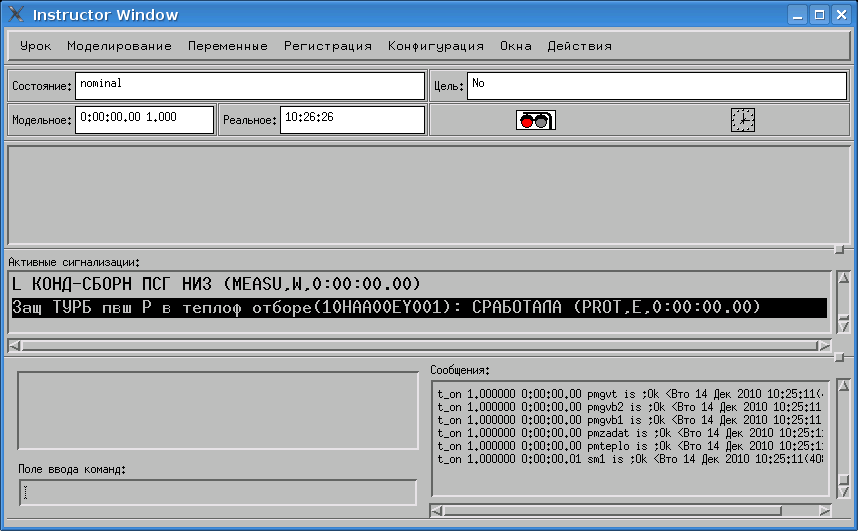 Instructor Window
Урок Моделирование Переменные Регистрация Конфигурация Окна Действия
Состояние: nominal Цель: No
Модельное: 0:00:00.00 1.000 Реальное: 10:26:26
Активные сигнализации:
L КОНД-СБОРН ПСГ НИЗ (MEASU,W,0:00:00.00)
Защ ТУРБ пвш Р в теплоф отборе(10HAA00EY001): СРАБОТАЛА (PROT,E,0:00:00.00)
Сообщения:
t_on 1.000000 0:00:00.00 pmgvt is ;Ok <Вто 14 Дек 2010 10:25:11(
t_on 1.000000 0:00:00.00 pmgvb2 is ;Ok <Вто 14 Дек 2010 10:25:11
t_on 1.000000 0:00:00.00 pmgvb1 is ;Ok <Вто 14 Дек 2010 10:25:11
t_on 1.000000 0:00:00.00 pmzadat is ;Ok <Вто 14 Дек 2010 10:25:1
t_on 1.000000 0:00:00.00 pmteplo is ;Ok <Вто 14 Дек 2010 10:25:1
t_on 1.000000 0:00:00.01 sm1 is ;Ok <Вто 14 Дек 2010 10:25:11(40
Поле ввода команд: